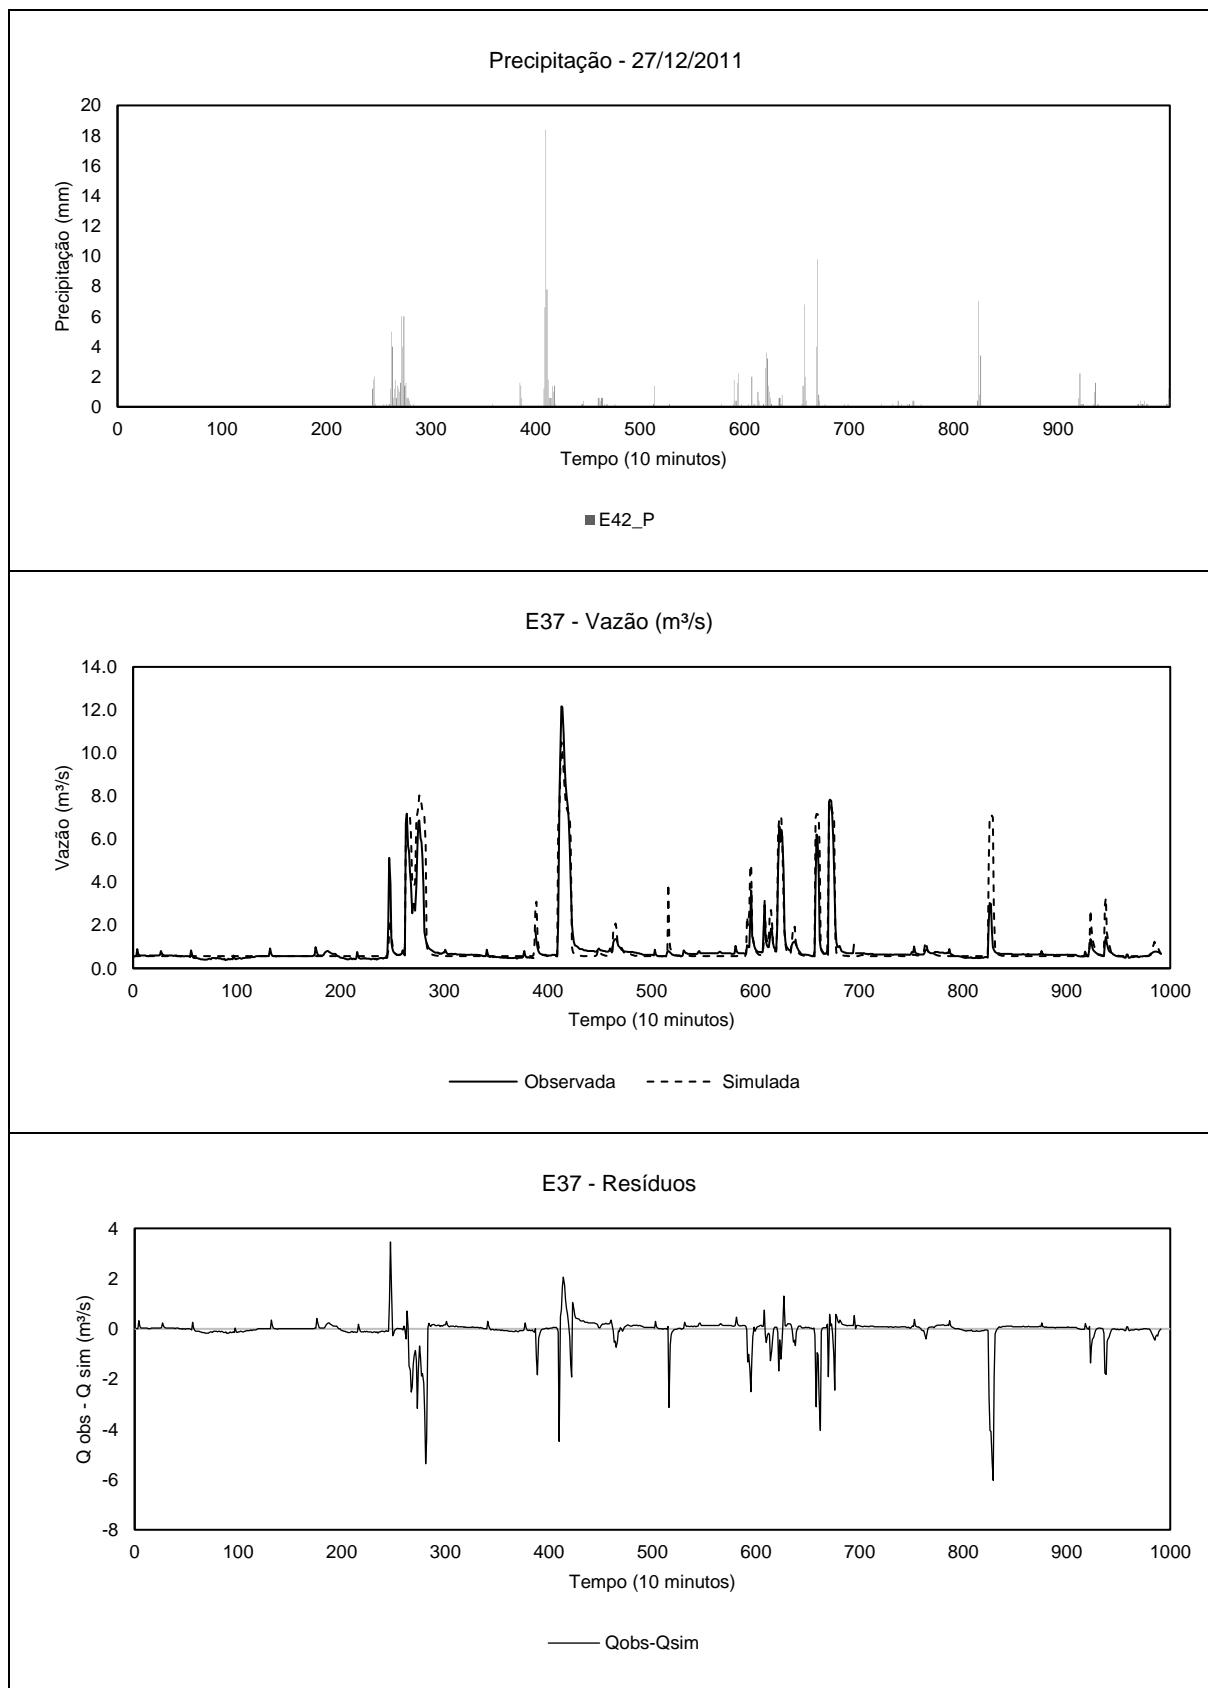 Precipitação - 27/12/2011
20
18
16
14
12
10
8
6
4
2
0
Precipitação (mm)
0 100 200 300 400 500 600 700 800 900
Tempo (10 minutos)
E42_P
E37 - Vazão (m³/s)
14.0
12.0
10.0
8.0
6.0
4.0
2.0
0.0
Vazão (m³/s)
0 100 200 300 400 500 600 700 800 900 1000
Tempo (10 minutos)
Observada Simulada
E37 - Resíduos
4
2
0
-2
-4
-6
-8
Q obs - Q sim (m³/s)
0 100 200 300 400 500 600 700 800 900 1000
Tempo (10 minutos)
Qobs-Qsim